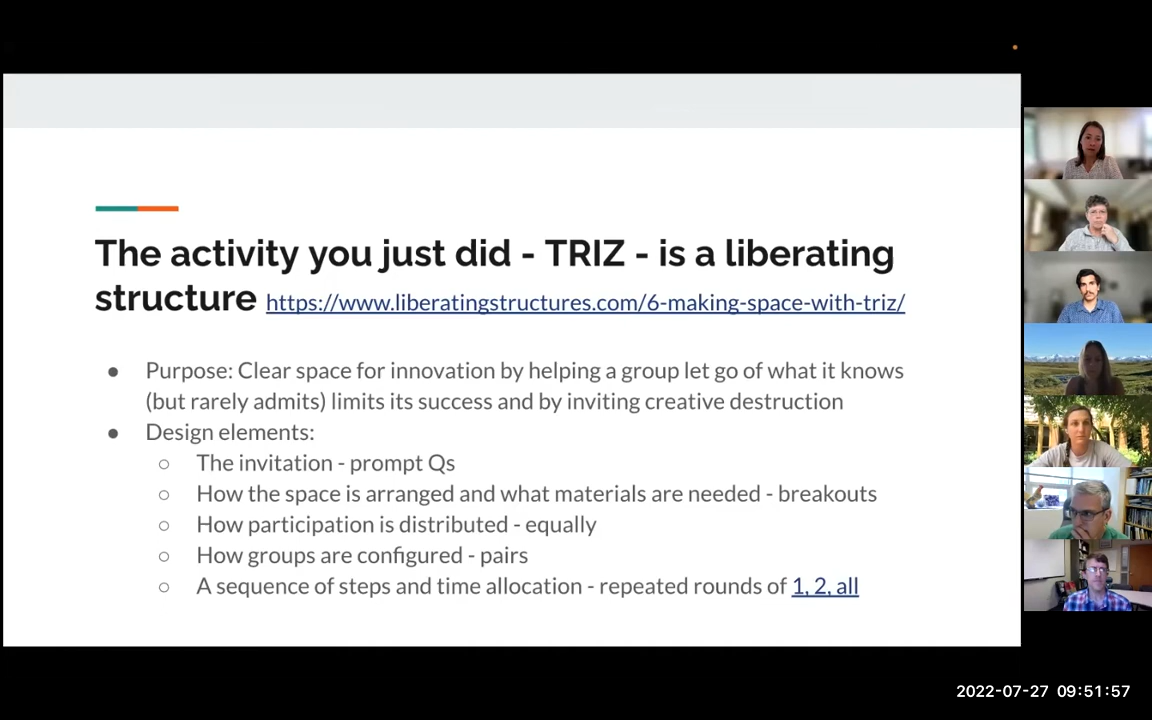 The activity you just did - TRIZ - is a liberating
structure https://www.liberatingstructures.com/6-making-space-with-triz/
● Purpose: Clear space for innovation by helping a group let go of what it knows
(but rarely admits) limits its success and by inviting creative destruction
● Design elements:
○ The invitation - prompt Qs
○ How the space is arranged and what materials are needed - breakouts
○ How participation is distributed - equally
○ How groups are configured - pairs
○ A sequence of steps and time allocation - repeated rounds of 1, 2, all
2022-07-27 09:51:57